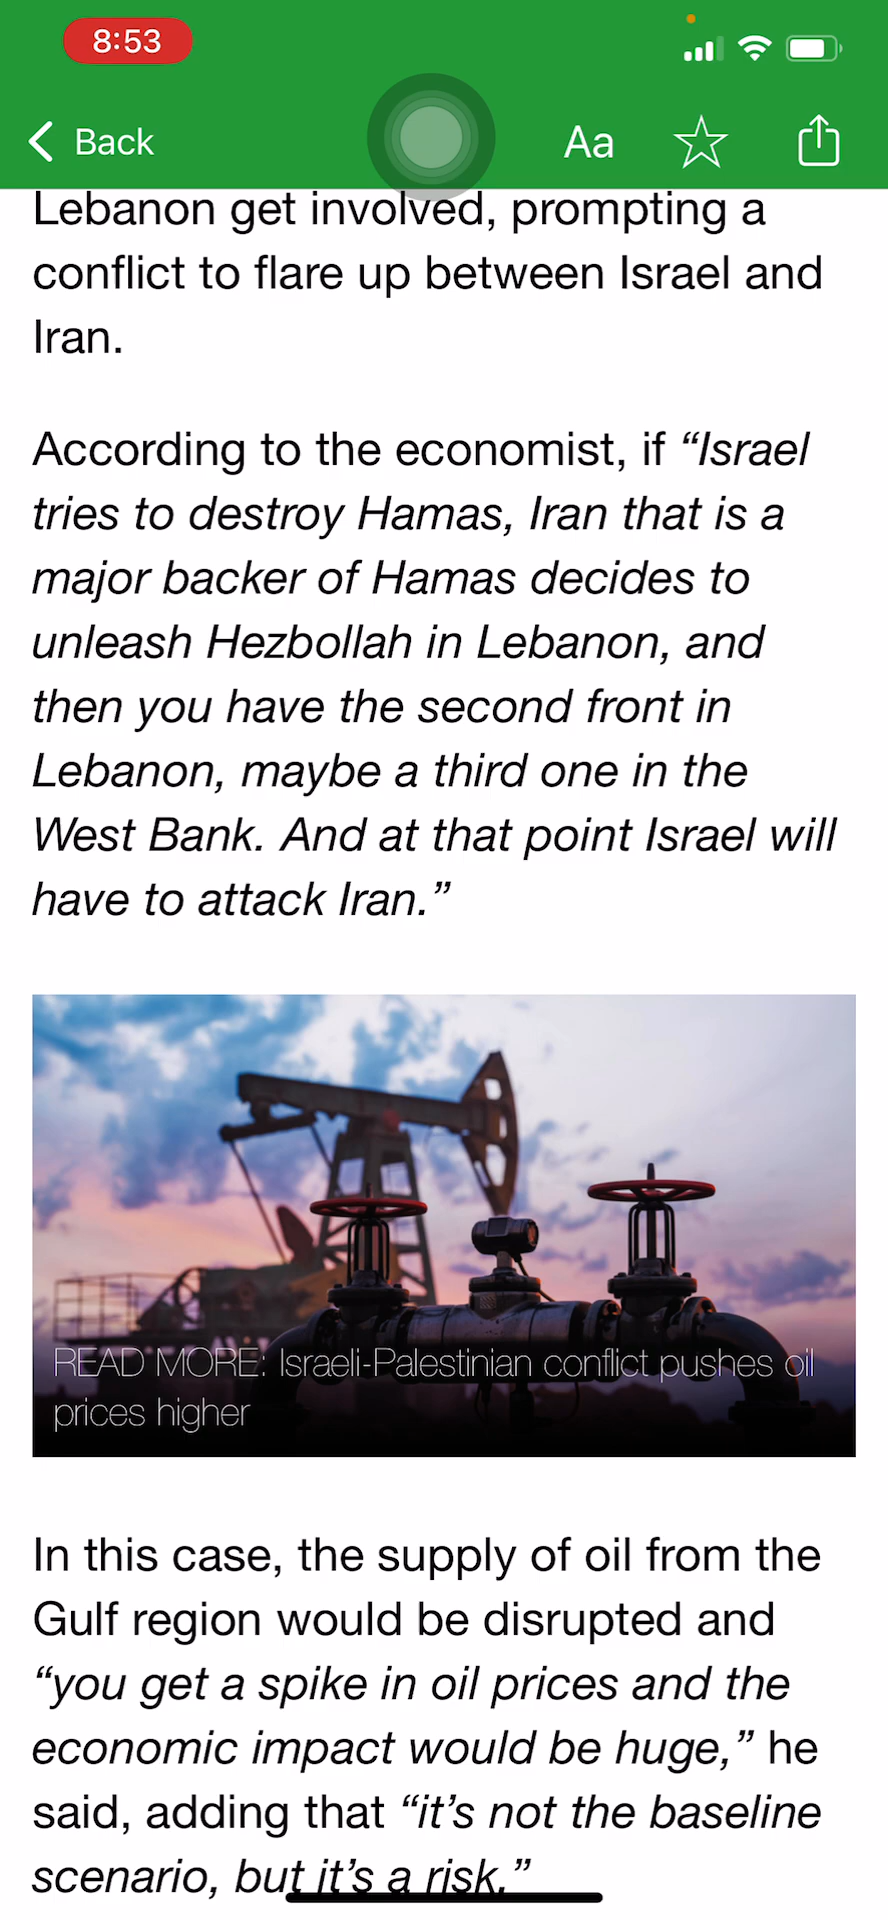 8:53
Back
Aa
Lebanon get involved, prompting a
conflict to flare up between Israel and
Iran.
According to the economist, if “Israel
tries to destroy Hamas, Iran that is a
major backer of Hamas decides to
unleash Hezbollah in Lebanon, and
then you have the second front in
Lebanon, maybe a third one in the
West Bank. And at that point Israel will
have to attack Iran.”
READ MORE: Israeli-Palestinian conflict pushes oil
prices higher
In this case, the supply of oil from the
Gulf region would be disrupted and
“you get a spike in oil prices and the
economic impact would be huge,” he
said, adding that “it’s not the baseline
scenario, but it’s a risk.”